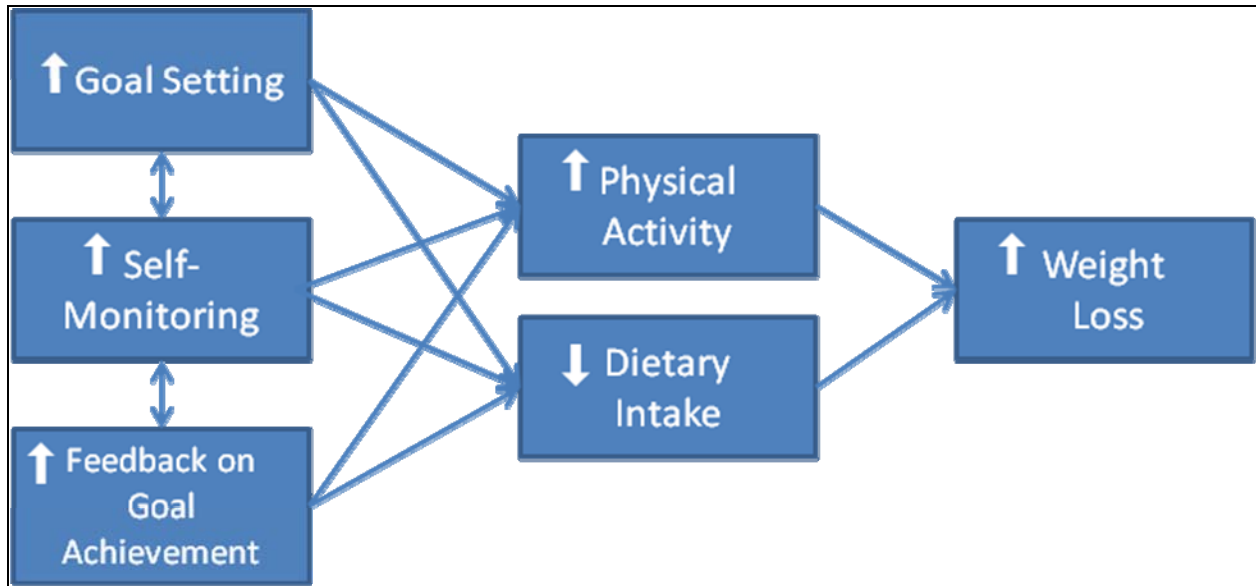 ↑ Goal Setting
↑ Self-
Monitoring
↑ Feedback on
Goal
Achievement
↑ Physical
Activity
↓ Dietary
Intake
↑ Weight
Loss